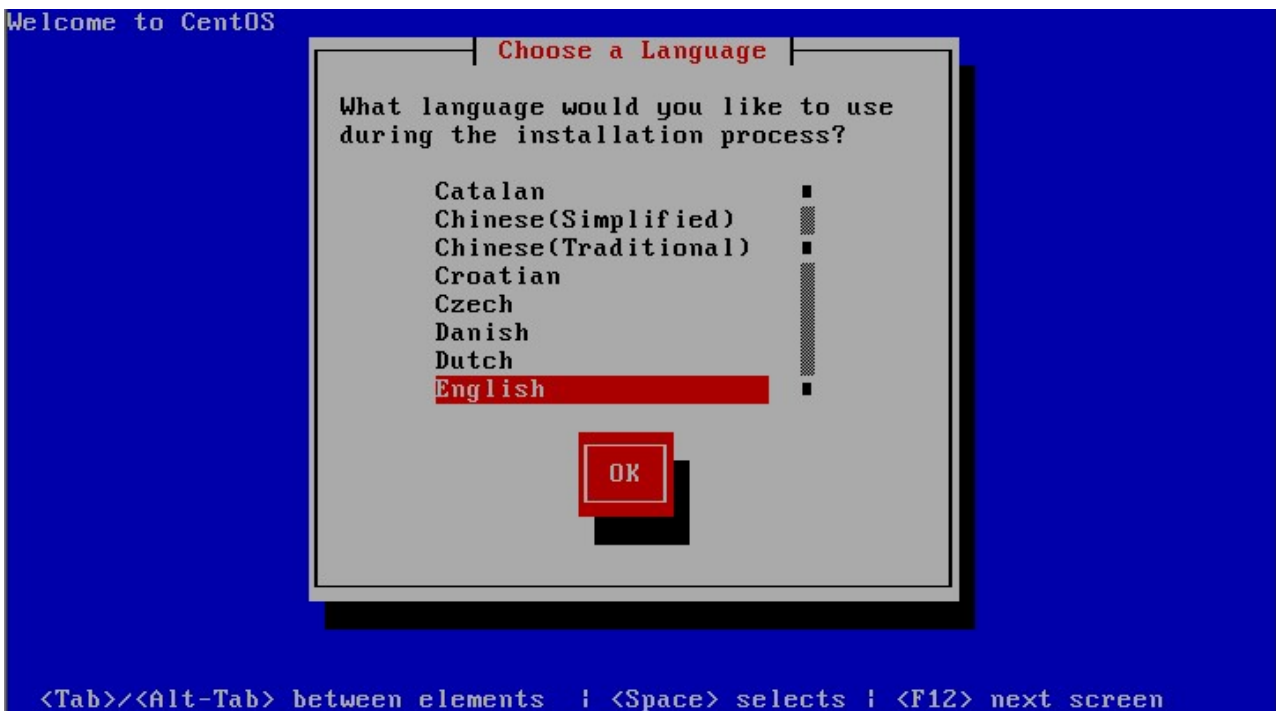 Welcome to CentOS
Choose a Language
What language would you like to use
during the installation process?
Catalan
Chinese(Simplified)
Chinese(Traditional)
Croatian
Czech
Danish
Dutch
English
OK
<Tab>/<Alt-Tab> between elements | <Space> selects | <F12> next screen